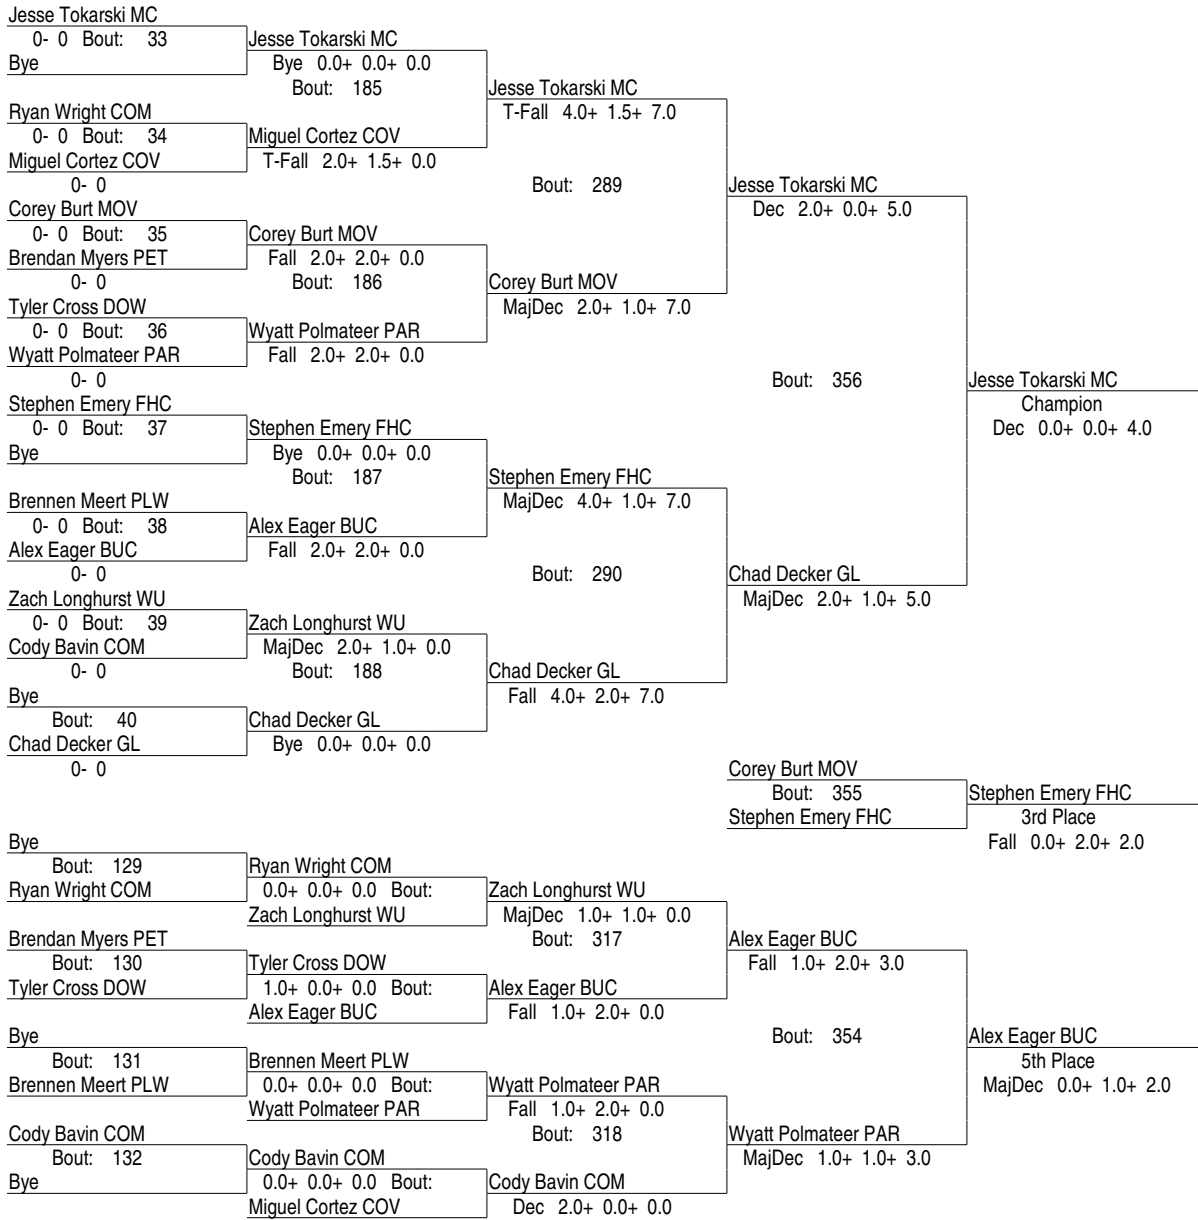 Jesse Tokarski MC
0- 0 Bout: 33
Jesse Tokarski MC
Bye
Bye 0.0+ 0.0+ 0.0
Bout: 185
Jesse Tokarski MC
Ryan Wright COM
T-Fall 4.0+ 1.5+ 7.0
0- 0 Bout: 34
Miguel Cortez COV
Miguel Cortez COV
T-Fall 2.0+ 1.5+ 0.0
0- 0
Bout: 289
Jesse Tokarski MC
Corey Burt MOV
Dec 2.0+ 0.0+ 5.0
0- 0 Bout: 35
Corey Burt MOV
Brendan Myers PET
Fall 2.0+ 2.0+ 0.0
0- 0
Bout: 186
Corey Burt MOV
Tyler Cross DOW
MajDec 2.0+ 1.0+ 7.0
0- 0 Bout: 36
Wyatt Polmateer PAR
Wyatt Polmateer PAR
Fall 2.0+ 2.0+ 0.0
0- 0
Bout: 356
Jesse Tokarski MC
Stephen Emery FHC
Champion
0- 0 Bout: 37
Stephen Emery FHC
Dec 0.0+ 0.0+ 4.0
Bye
Bye 0.0+ 0.0+ 0.0
Bout: 187
Stephen Emery FHC
Brennen Meert PLW
MajDec 4.0+ 1.0+ 7.0
0- 0 Bout: 38
Alex Eager BUC
Alex Eager BUC
Fall 2.0+ 2.0+ 0.0
0- 0
Bout: 290
Chad Decker GL
Zach Longhurst WU
MajDec 2.0+ 1.0+ 5.0
0- 0 Bout: 39
Zach Longhurst WU
Cody Bavin COM
MajDec 2.0+ 1.0+ 0.0
0- 0
Bout: 188
Chad Decker GL
Bye
Fall 4.0+ 2.0+ 7.0
Bout: 40
Chad Decker GL
Chad Decker GL
Bye 0.0+ 0.0+ 0.0
0- 0
Corey Burt MOV
Bout: 355
Stephen Emery FHC
Stephen Emery FHC
3rd Place
Fall 0.0+ 2.0+ 2.0
Bye
Bout: 129
Ryan Wright COM
Ryan Wright COM
0.0+ 0.0+ 0.0 Bout:
Zach Longhurst WU
Zach Longhurst WU
MajDec 1.0+ 1.0+ 0.0
Brendan Myers PET
Bout: 317
Alex Eager BUC
Bout: 130
Tyler Cross DOW
Fall 1.0+ 2.0+ 3.0
Tyler Cross DOW
1.0+ 0.0+ 0.0 Bout:
Alex Eager BUC
Alex Eager BUC
Fall 1.0+ 2.0+ 0.0
Bye
Bout: 354
Alex Eager BUC
Bout: 131
Brennen Meert PLW
5th Place
Brennen Meert PLW
0.0+ 0.0+ 0.0 Bout:
Wyatt Polmateer PAR
MajDec 0.0+ 1.0+ 2.0
Wyatt Polmateer PAR
Fall 1.0+ 2.0+ 0.0
Cody Bavin COM
Bout: 318
Wyatt Polmateer PAR
Bout: 132
Cody Bavin COM
MajDec 1.0+ 1.0+ 3.0
Bye
0.0+ 0.0+ 0.0 Bout:
Cody Bavin COM
Miguel Cortez COV
Dec 2.0+ 0.0+ 0.0